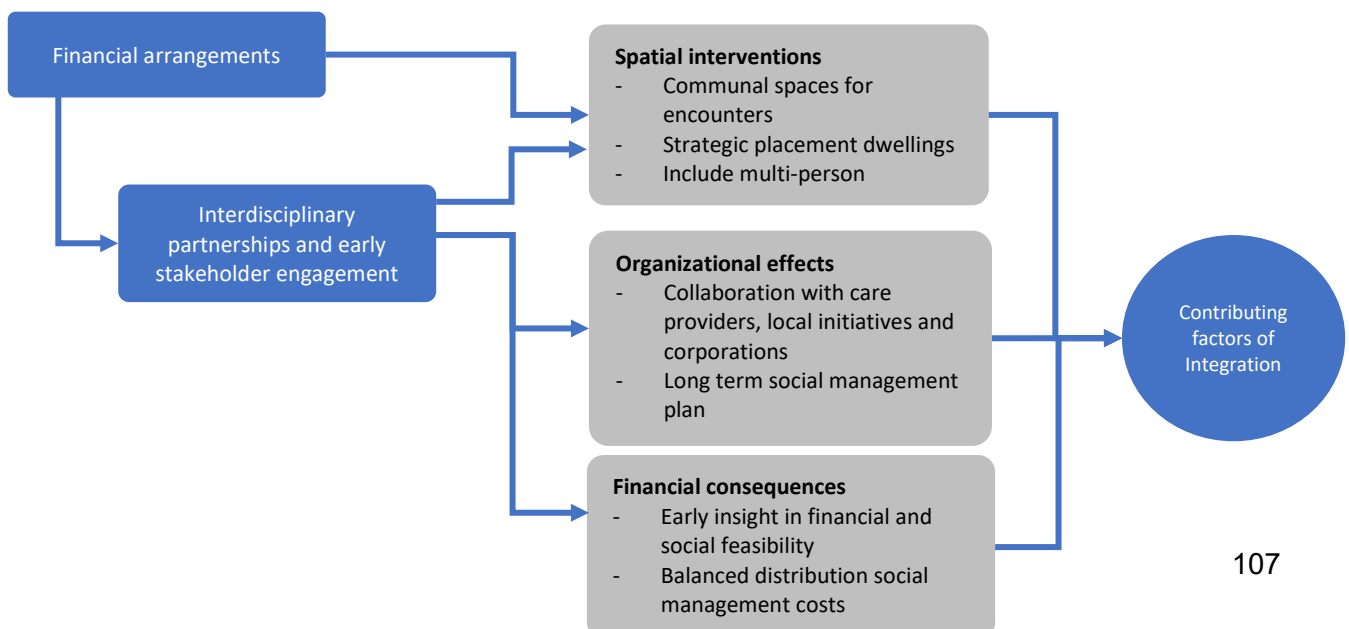 Financial arrangements
Interdisciplinary
partnerships and early
stakeholder engagement
Spatial interventions
- Communal spaces for
encounters
- Strategic placement dwellings
- Include multi-person
Organizational effects
- Collaboration with care
providers, local initiatives and
corporations
- Long term social management
plan
Financial consequences
- Early insight in financial and
social feasibility
- Balanced distribution social
management costs
Contributing
factors of
Integration
107